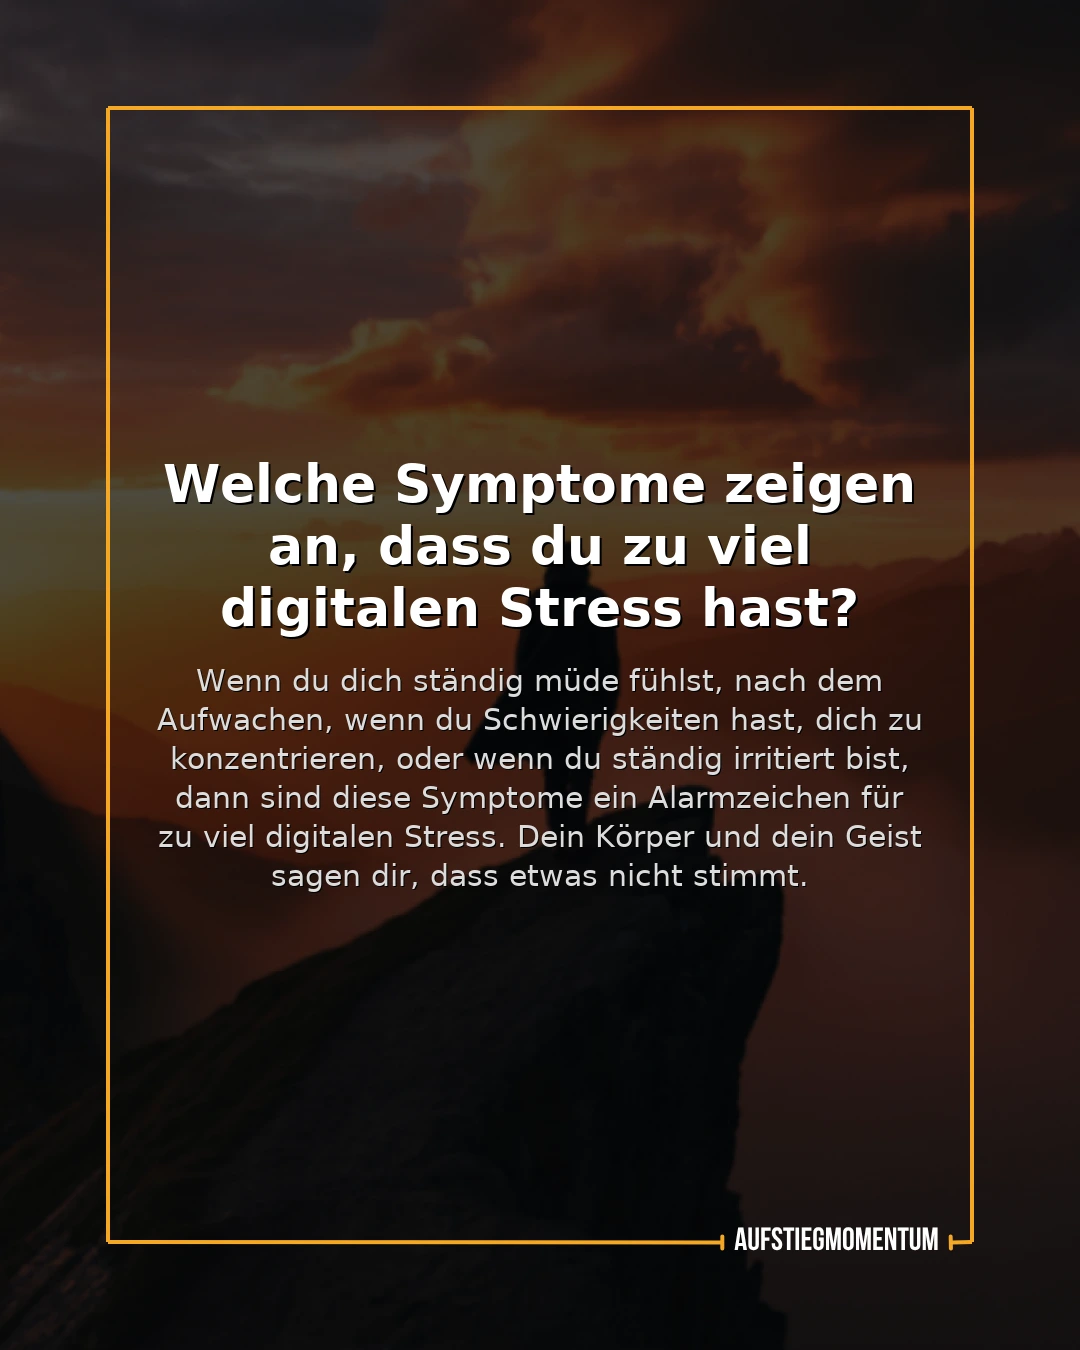 Welche Symptome zeigen
an, dass du zu viel
digitalen Stress hast?
Wenn du dich ständig müde fühlst, nach dem
Aufwachen, wenn du Schwierigkeiten hast, dich zu
konzentrieren, oder wenn du ständig irritiert bist,
dann sind diese Symptome ein Alarmzeichen für
zu viel digitalen Stress. Dein Körper und dein Geist
sagen dir, dass etwas nicht stimmt.
AUFSTIEGMOMENTUM